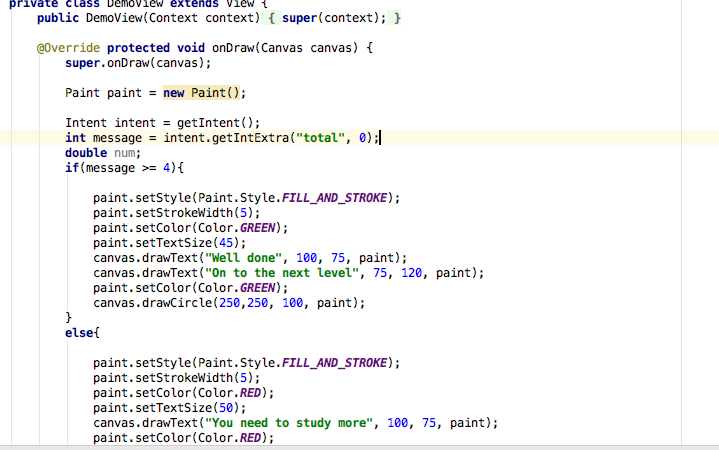 private class DemoView extends View {
public DemoView(Context context) { super(context); }
@Override protected void onDraw(Canvas canvas) {
super.onDraw(canvas);
Paint paint = new Paint();
Intent intent = getIntent();
int message = intent.getIntExtra("total", 0);
double num;
if(message >= 4){
paint.setStyle(Paint.Style.FILL_AND_STROKE);
paint.setStrokeWidth(5);
paint.setColor(Color.GREEN);
paint.setTextSize(45);
canvas.drawText("Well done", 100, 75, paint);
canvas.drawText("On to the next level", 75, 120, paint);
paint.setColor(Color.GREEN);
canvas.drawCircle(250,250, 100, paint);
}
else{
paint.setStyle(Paint.Style.FILL_AND_STROKE);
paint.setStrokeWidth(5);
paint.setColor(Color.RED);
paint.setTextSize(50);
canvas.drawText("You need to study more", 100, 75, paint);
paint.setColor(Color.RED);